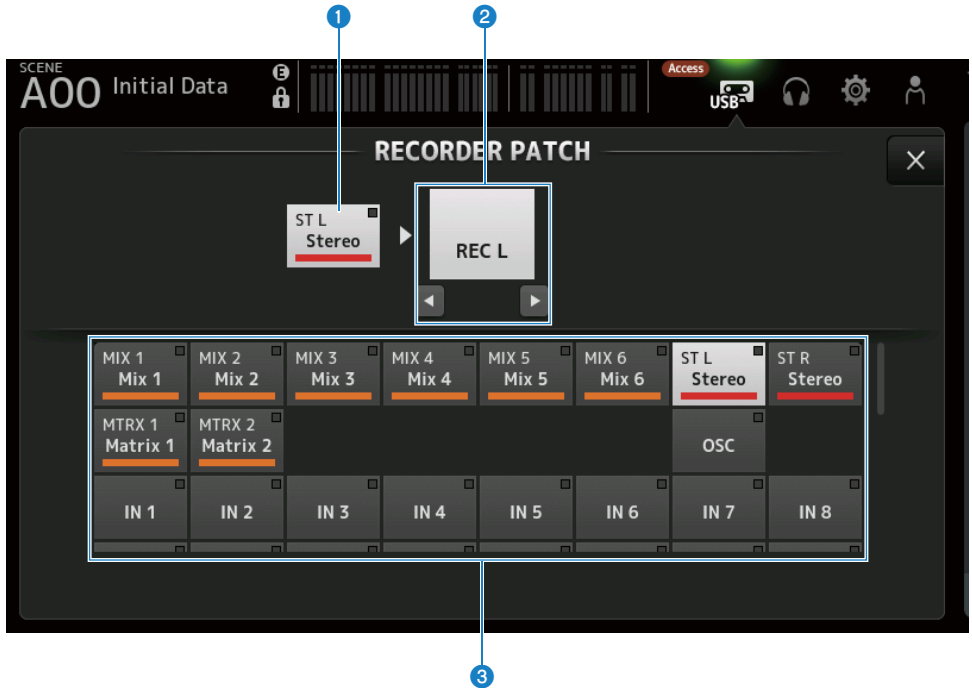 1 2
SCENE
A00 Initial Data
E
Access
USB
RECORDER PATCH
ST L
Stereo
REC L
MIX 1 MIX 2 MIX 3 MIX 4 MIX 5 MIX 6 ST L ST R
Mix 1 Mix 2 Mix 3 Mix 4 Mix 5 Mix 6 Stereo Stereo
MTRX 1 MTRX 2
Matrix 1 Matrix 2 OSC
IN 1 IN 2 IN 3 IN 4 IN 5 IN 6 IN 7 IN 8
3